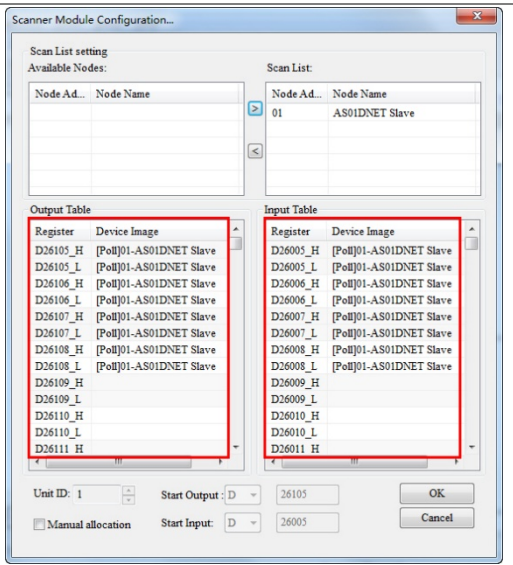 Scanner Module Configuration...
Scan List setting
Available Nodes:
Scan List:
Node Ad... Node Name
Node Ad... Node Name
>
01 AS01DNET Slave
<
Output Table
Input Table
Register Device Image
Register Device Image
D26105_H [Poll]01-AS01DNET Slave
D26005_H [Poll]01-AS01DNET Slave
D26105_L [Poll]01-AS01DNET Slave
D26005_L [Poll]01-AS01DNET Slave
D26106_H [Poll]01-AS01DNET Slave
D26006_H [Poll]01-AS01DNET Slave
D26106_L [Poll]01-AS01DNET Slave
D26006_L [Poll]01-AS01DNET Slave
D26107_H [Poll]01-AS01DNET Slave
D26007_H [Poll]01-AS01DNET Slave
D26107_L [Poll]01-AS01DNET Slave
D26007_L [Poll]01-AS01DNET Slave
D26108_H [Poll]01-AS01DNET Slave
D26008_H [Poll]01-AS01DNET Slave
D26108_L [Poll]01-AS01DNET Slave
D26008_L [Poll]01-AS01DNET Slave
D26109_H
D26009_H
D26109_L
D26009_L
D26110_H
D26010_H
D26110_L
D26010_L
D26111_H
D26011_H
Unit ID: 1
Start Output : D 26105
OK
Manual allocation
Start Input: D 26005
Cancel